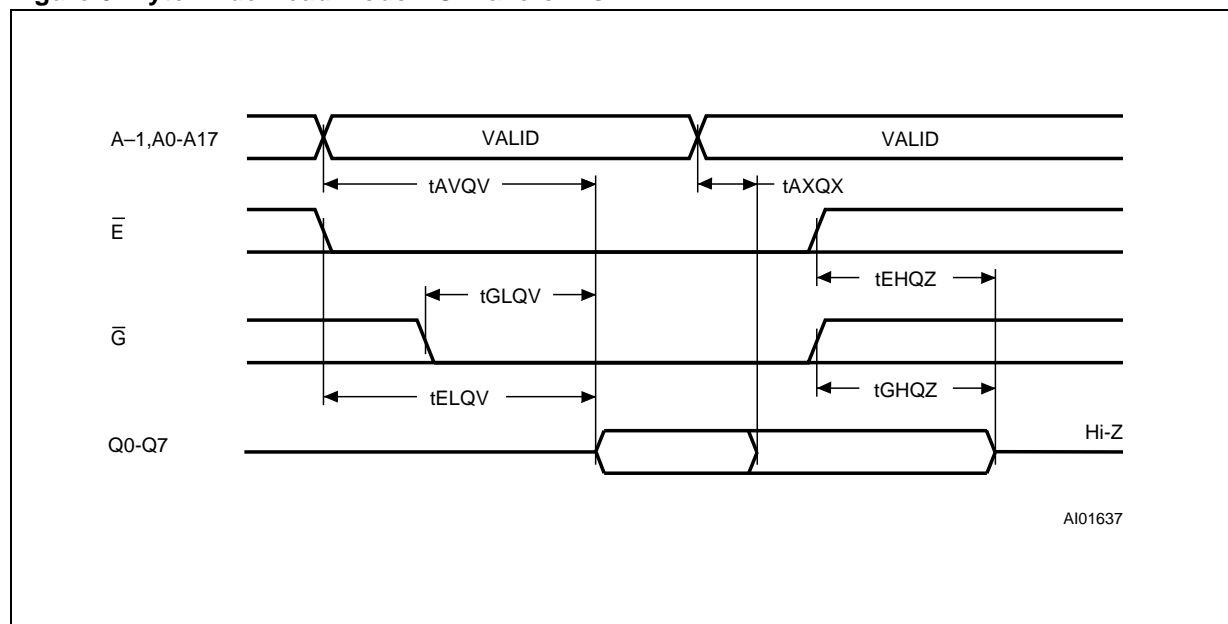 A–1,A0-A17
VALID
VALID
tAVQV
tAXQX
E̅
tEHQZ
tGLQV
G̅
tGHQZ
tELQV
Hi-Z
Q0-Q7
AI01637